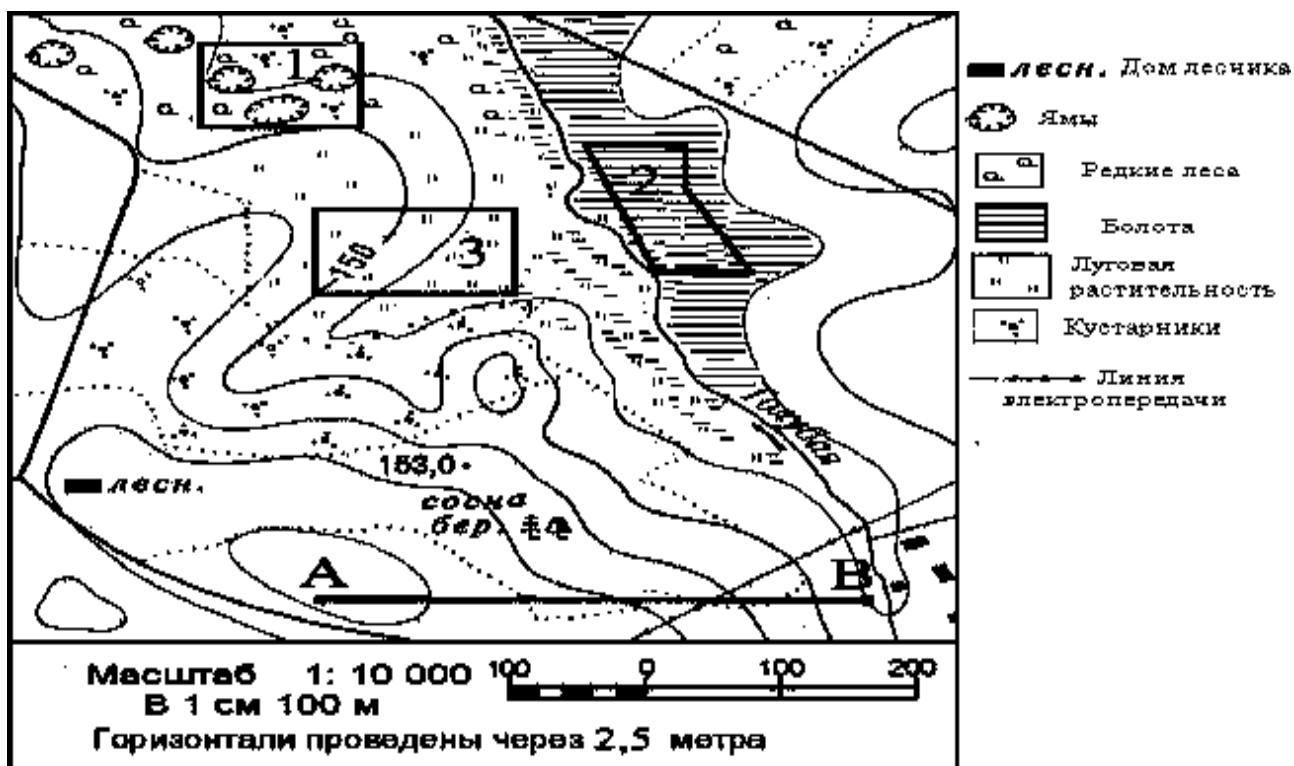 1
2
3
150
153,0
сосна
бер.
лесн.
Голубая
А В
лесн. Дом лесника
Ямы
Редкие леса
Болота
Луговая
растительность
Кустарники
Линия
электропередачи
Масштаб 1: 10 000
В 1 см 100 м
100 0 100 200
Горизонтали проведены через 2,5 метра